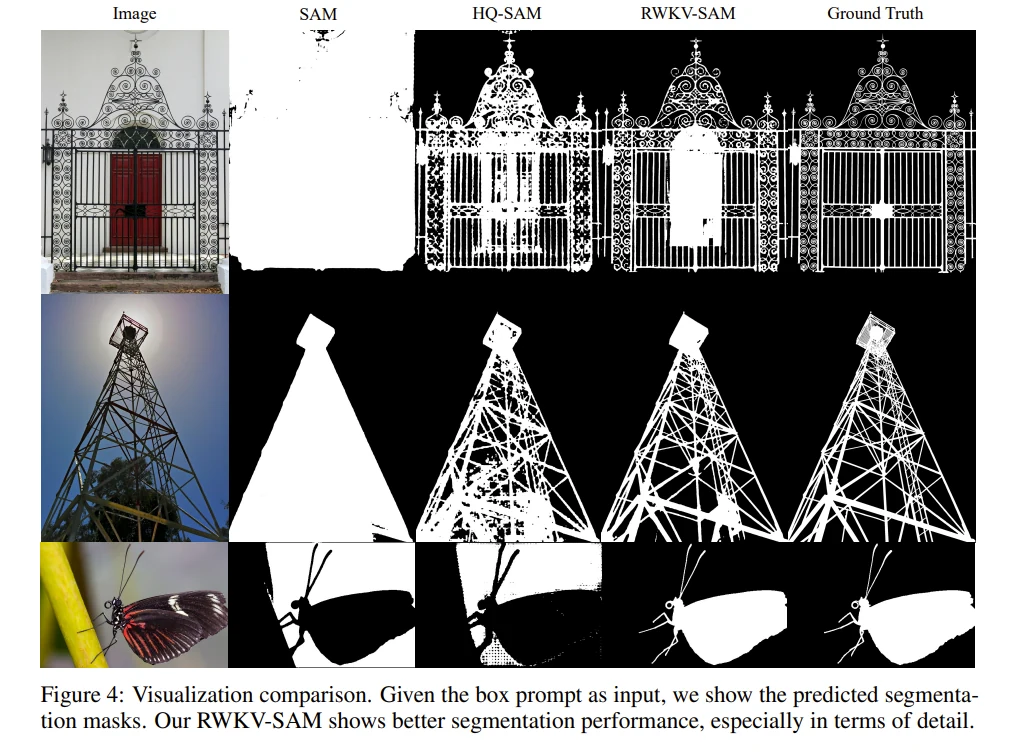 Image SAM HQ-SAM RWKV-SAM Ground Truth
Figure 4: Visualization comparison. Given the box prompt as input, we show the predicted segmenta-
tion masks. Our RWKV-SAM shows better segmentation performance, especially in terms of detail.